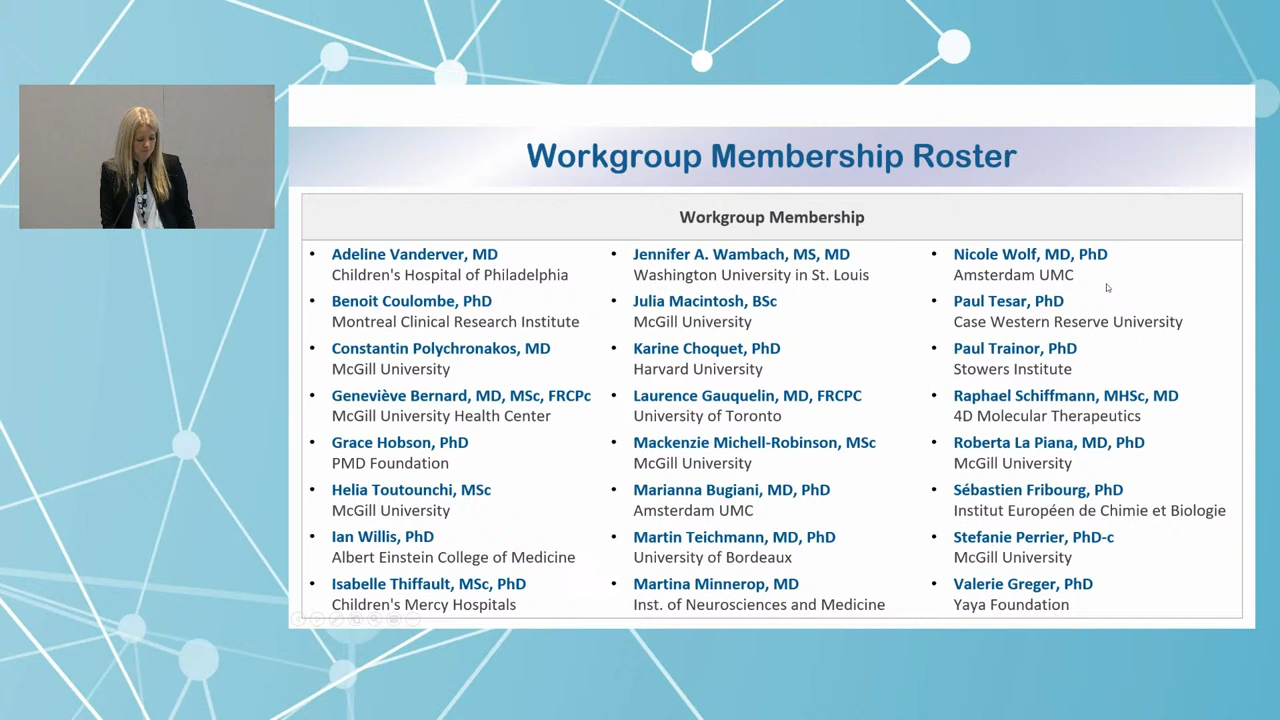 Workgroup Membership Roster
Workgroup Membership
• Adeline Vanderver, MD
Children's Hospital of Philadelphia
• Benoit Coulombe, PhD
Montreal Clinical Research Institute
• Constantin Polychronakos, MD
McGill University
• Geneviève Bernard, MD, MSc, FRCPc
McGill University Health Center
• Grace Hobson, PhD
PMD Foundation
• Helia Toutounchi, MSc
McGill University
• Ian Willis, PhD
Albert Einstein College of Medicine
• Isabelle Thiffault, MSc, PhD
Children's Mercy Hospitals
• Jennifer A. Wambach, MS, MD
Washington University in St. Louis
• Julia Macintosh, BSc
McGill University
• Karine Choquet, PhD
Harvard University
• Laurence Gauquelin, MD, FRCPC
University of Toronto
• Mackenzie Michell-Robinson, MSc
McGill University
• Marianna Bugiani, MD, PhD
Amsterdam UMC
• Martin Teichmann, MD, PhD
University of Bordeaux
• Martina Minnerop, MD
Inst. of Neurosciences and Medicine
• Nicole Wolf, MD, PhD
Amsterdam UMC
• Paul Tesar, PhD
Case Western Reserve University
• Paul Trainor, PhD
Stowers Institute
• Raphael Schiffmann, MHSc, MD
4D Molecular Therapeutics
• Roberta La Piana, MD, PhD
McGill University
• Sébastien Fribourg, PhD
Institut Européen de Chimie et Biologie
• Stefanie Perrier, PhD-c
McGill University
• Valerie Greger, PhD
Yaya Foundation